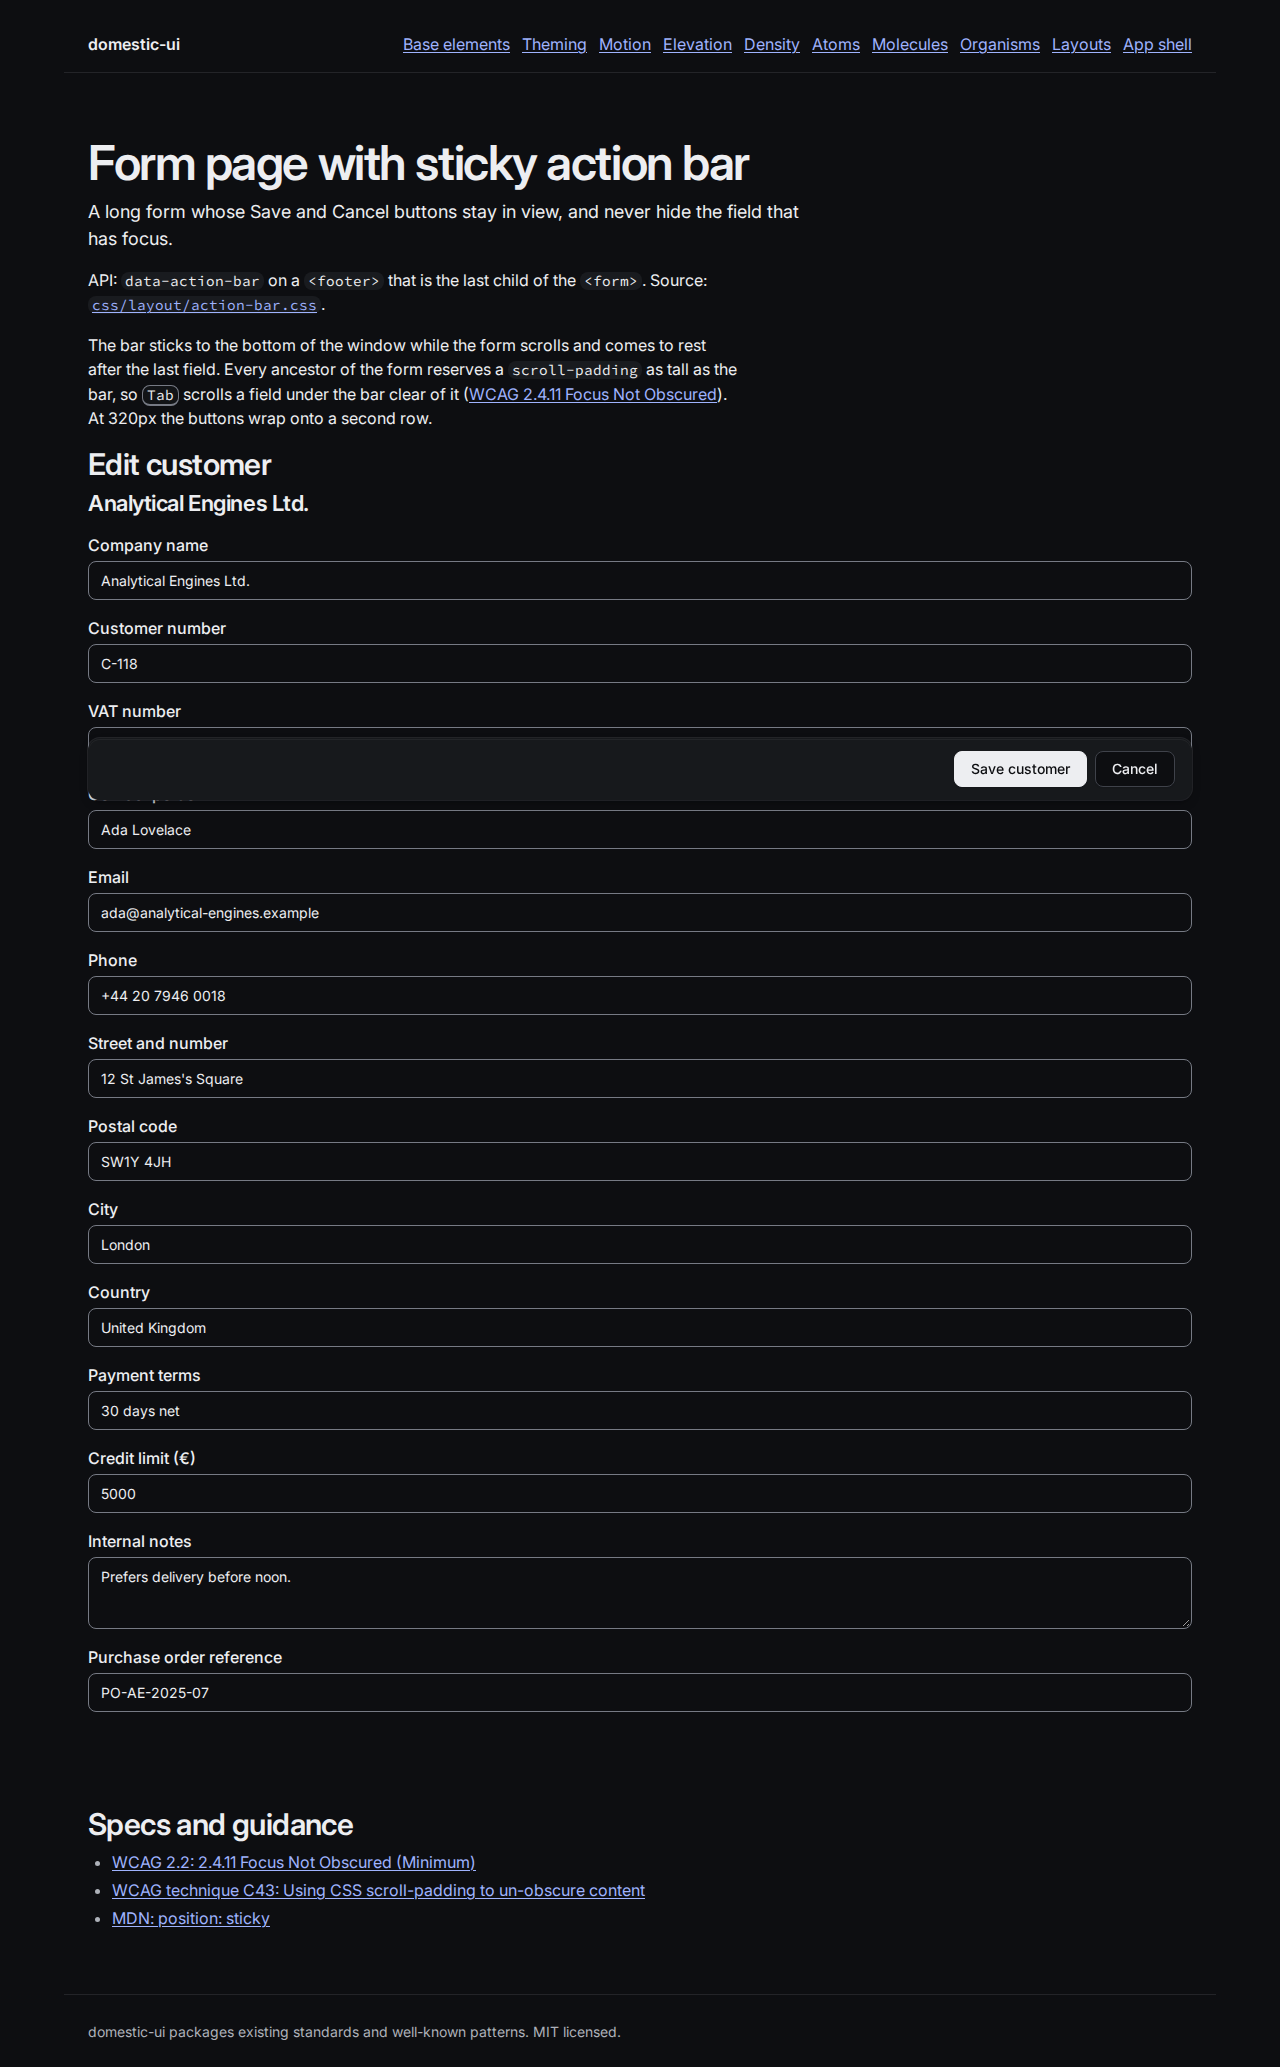 domestic-ui
Base elements Theming Motion Elevation Density Atoms Molecules Organisms Layouts App shell
Form page with sticky action bar
A long form whose Save and Cancel buttons stay in view, and never hide the field that
has focus.
API: data-action-bar on a <footer> that is the last child of the <form>. Source:
css/layout/action-bar.css.
The bar sticks to the bottom of the window while the form scrolls and comes to rest
after the last field. Every ancestor of the form reserves a scroll-padding as tall as the
bar, so Tab scrolls a field under the bar clear of it (WCAG 2.4.11 Focus Not Obscured).
At 320px the buttons wrap onto a second row.
Edit customer
Analytical Engines Ltd.
Company name
Analytical Engines Ltd.
Customer number
C-118
VAT number
Save customer Cancel
Ada Lovelace
Email
ada@analytical-engines.example
Phone
+44 20 7946 0018
Street and number
12 St James's Square
Postal code
SW1Y 4JH
City
London
Country
United Kingdom
Payment terms
30 days net
Credit limit (€)
5000
Internal notes
Prefers delivery before noon.
Purchase order reference
PO-AE-2025-07
Specs and guidance
WCAG 2.2: 2.4.11 Focus Not Obscured (Minimum)
WCAG technique C43: Using CSS scroll-padding to un-obscure content
MDN: position: sticky
domestic-ui packages existing standards and well-known patterns. MIT licensed.